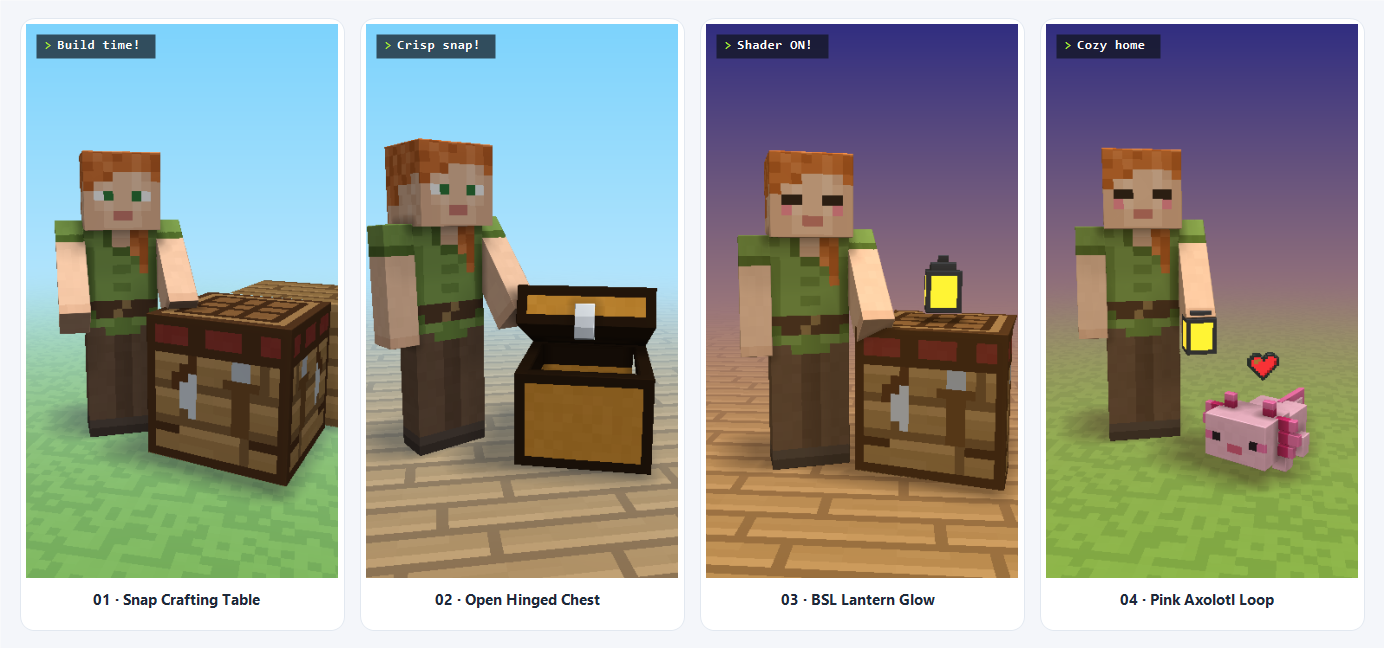 > Build time!
> Crisp snap!
> Shader ON!
> Cozy home
01 · Snap Crafting Table
02 · Open Hinged Chest
03 · BSL Lantern Glow
04 · Pink Axolotl Loop